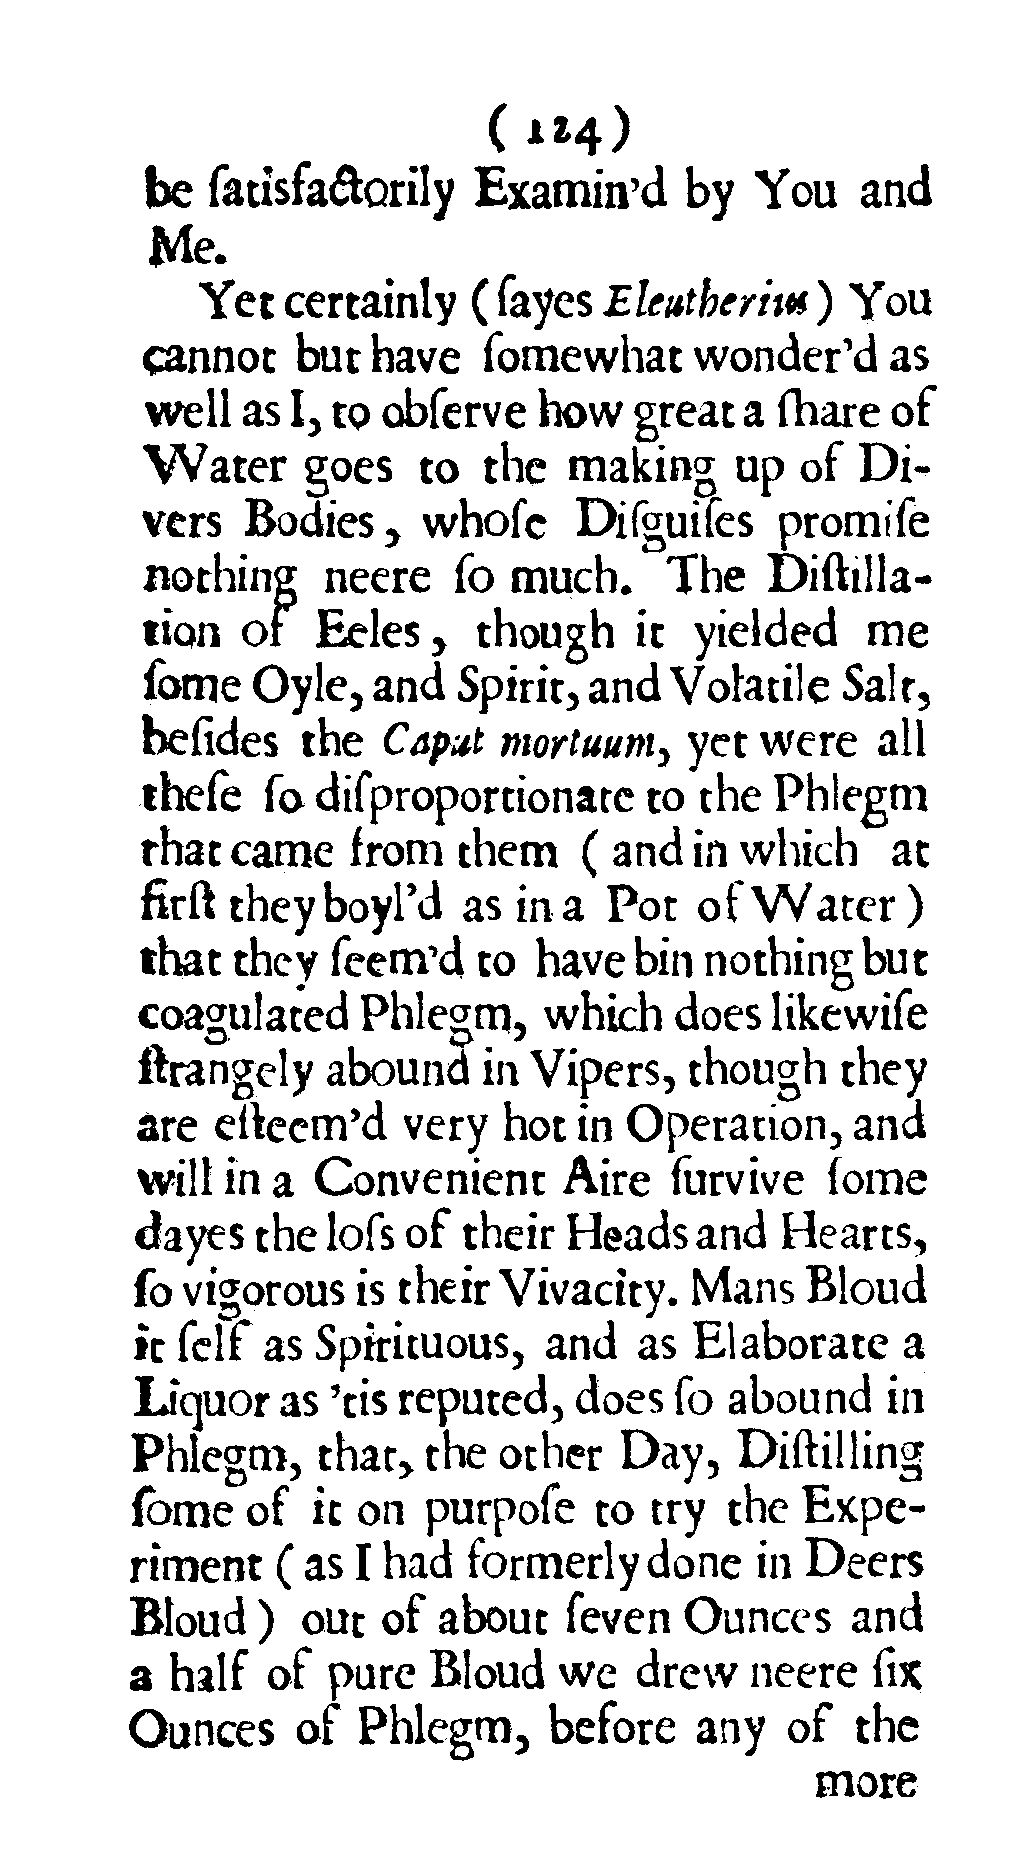 (124)
be ſatisfactorily Examin'd by You and
Me.
Yet certainly (ſayes Eleutherius) You
cannot but have ſomewhat wonder'd as
well as I, to obſerve how great a ſhare of
Water goes to the making up of Di-
vers Bodies, whoſe Diſguiſes promiſe
nothing neere ſo much. The Diſtilla-
tion of Eeles, though it yielded me
ſome Oyle, and Spirit, and Volatile Salt,
beſides the Caput mortuum, yet were all
theſe ſo diſproportionate to the Phlegm
that came from them (and in which at
firſt they boyl'd as in a Pot of Water)
that they ſeem'd to have bin nothing but
coagulated Phlegm, which does likewiſe
ſtrangely abound in Vipers, though they
are eſteem'd very hot in Operation, and
will in a Convenient Aire ſurvive ſome
dayes the loſs of their Heads and Hearts,
ſo vigorous is their Vivacity. Mans Bloud
it ſelf as Spirituous, and as Elaborate a
Liquor as 'tis reputed, does ſo abound in
Phlegm, that, the other Day, Diſtilling
ſome of it on purpoſe to try the Expe-
riment (as I had formerly done in Deers
Bloud) out of about ſeven Ounces and
a half of pure Bloud we drew neere ſix
Ounces of Phlegm, before any of the
more